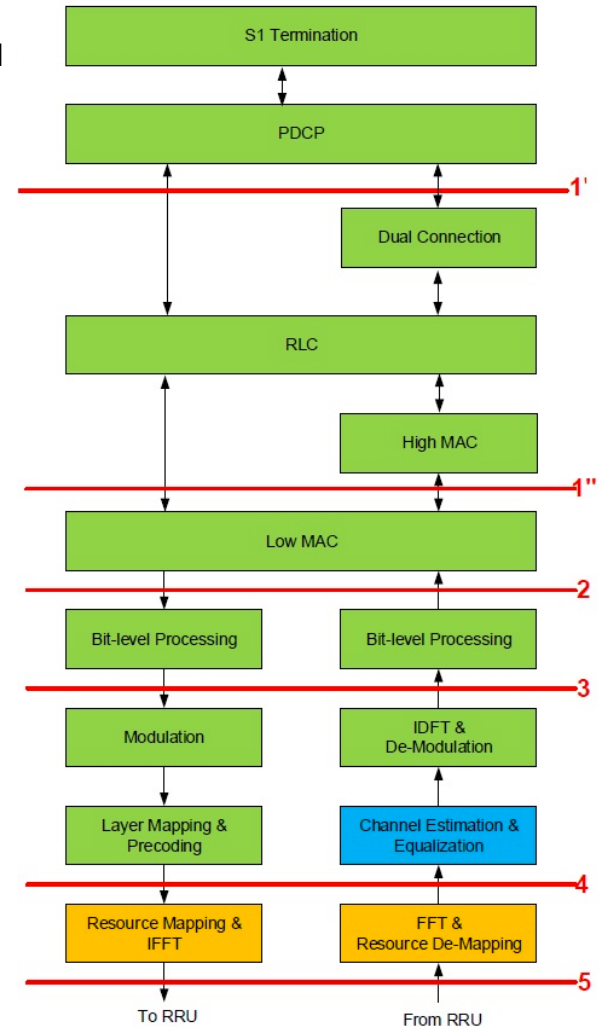 S1 Termination
PDCP
1'
Dual Connection
RLC
High MAC
1"
Low MAC
2
Bit-level Processing
Bit-level Processing
3
Modulation
IDFT &
De-Modulation
Layer Mapping &
Precoding
Channel Estimation &
Equalization
4
Resource Mapping &
IFFT
FFT &
Resource De-Mapping
5
To RRU
From RRU